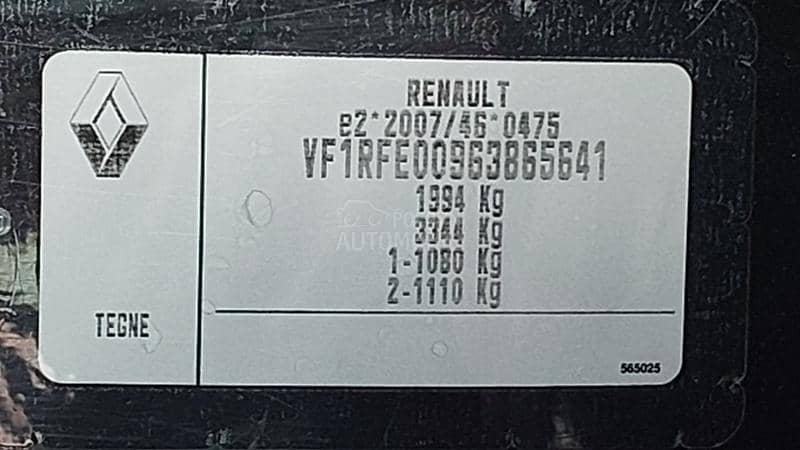 RENAULT
e2*2007/46*0475
VF1RFE00963865641
1994 Kg
3344 Kg
1-1080 Kg
2-1110 Kg
TEGNE
565025